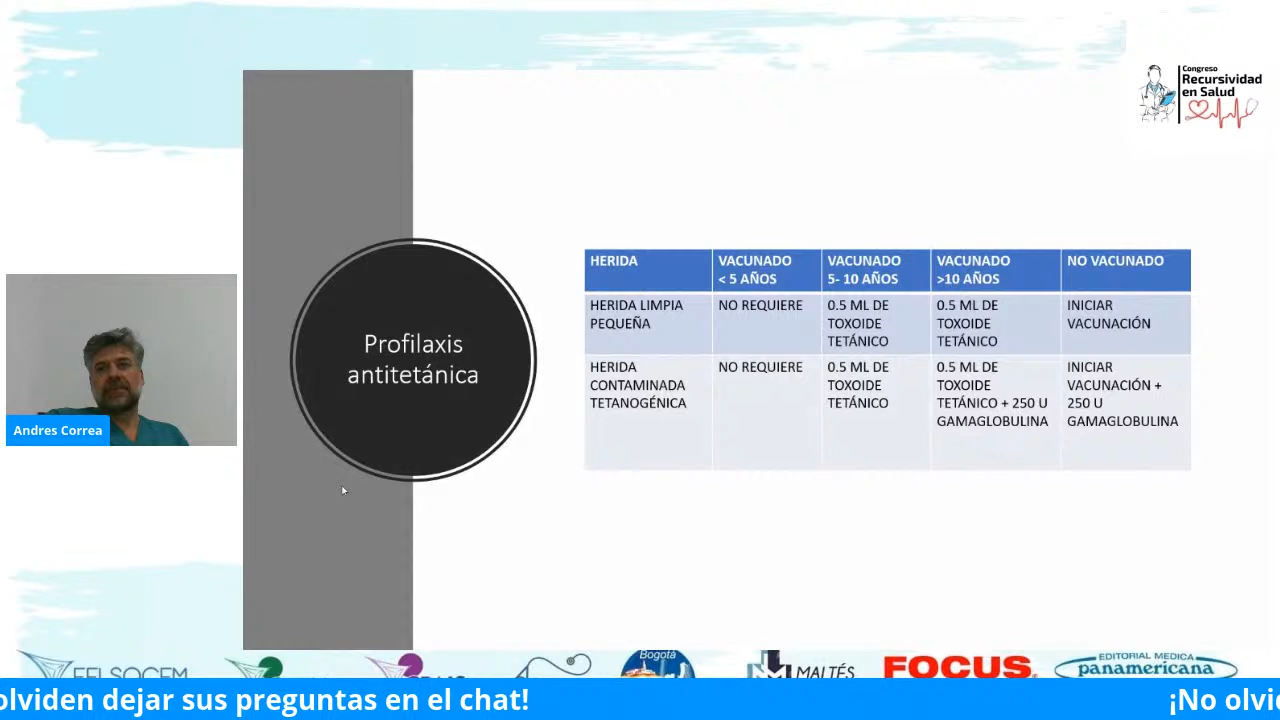 Congreso
Recursividad
en Salud
Profilaxis
antitetánica
HERIDA
VACUNADO
< 5 AÑOS
VACUNADO
5- 10 AÑOS
VACUNADO
>10 AÑOS
NO VACUNADO
HERIDA LIMPIA
PEQUEÑA
NO REQUIERE
0.5 ML DE
TOXOIDE
TETÁNICO
0.5 ML DE
TOXOIDE
TETÁNICO
INICIAR
VACUNACIÓN
HERIDA
CONTAMINADA
TETANOGÉNICA
NO REQUIERE
0.5 ML DE
TOXOIDE
TETÁNICO
0.5 ML DE
TOXOIDE
TETÁNICO + 250 U
GAMAGLOBULINA
INICIAR
VACUNACIÓN +
250 U
GAMAGLOBULINA
Andres Correa
Bogotá
MALTÉS
FOCUS
EDITORIAL MEDICA
panamericana
olviden dejar sus preguntas en el chat!
¡No olvid